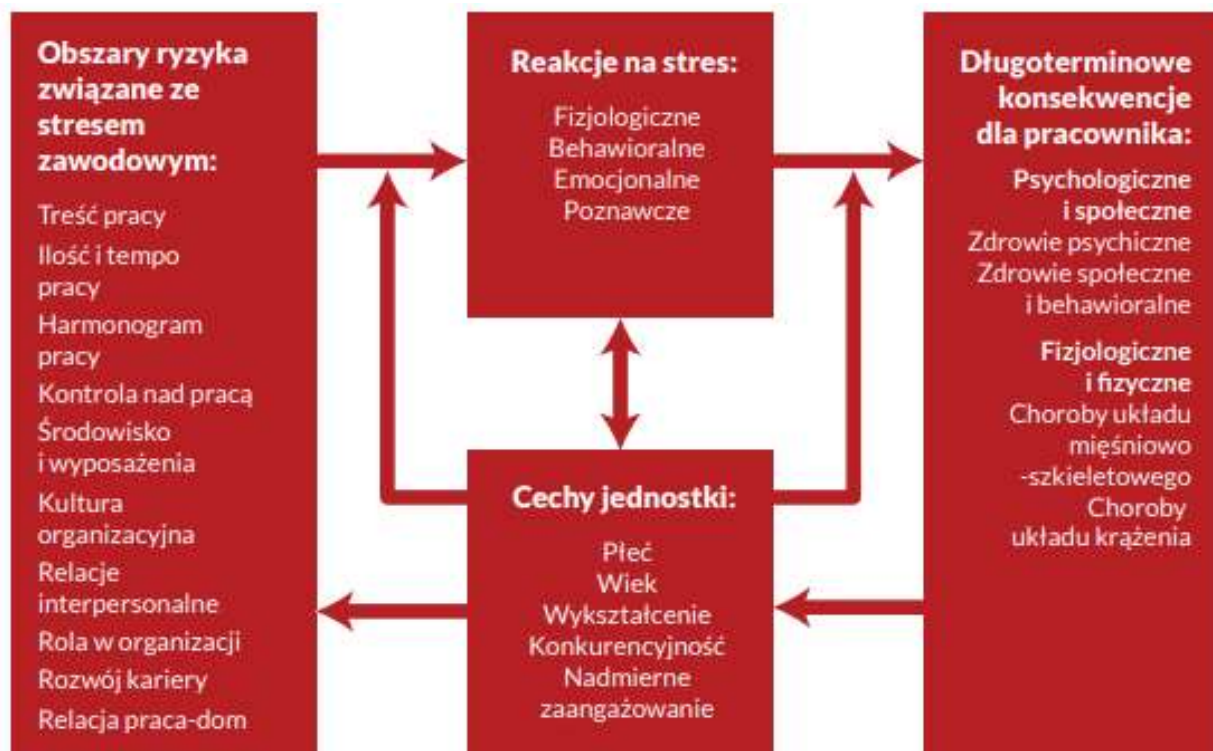 Obszary ryzyka
związane ze
stresem
zawodowym:
Treść pracy
Ilość i tempo
pracy
Harmonogram
pracy
Kontrola nad pracą
Środowisko
i wyposażenia
Kultura
organizacyjna
Relacje
interpersonalne
Rola w organizacji
Rozwój kariery
Relacja praca-dom
Reakcje na stres:
Fizjologiczne
Behawioralne
Emocjonalne
Poznawcze
Cechy jednostki:
Płeć
Wiek
Wykształcenie
Konkurencyjność
Nadmierne
zaangażowanie
Długoterminowe
konsekwencje
dla pracownika:
Psychologiczne
i społeczne
Zdrowie psychiczne
Zdrowie społeczne
i behawioralne
Fizjologiczne
i fizyczne
Choroby układu
mięśniowo
-szkieletowego
Choroby
układu krążenia